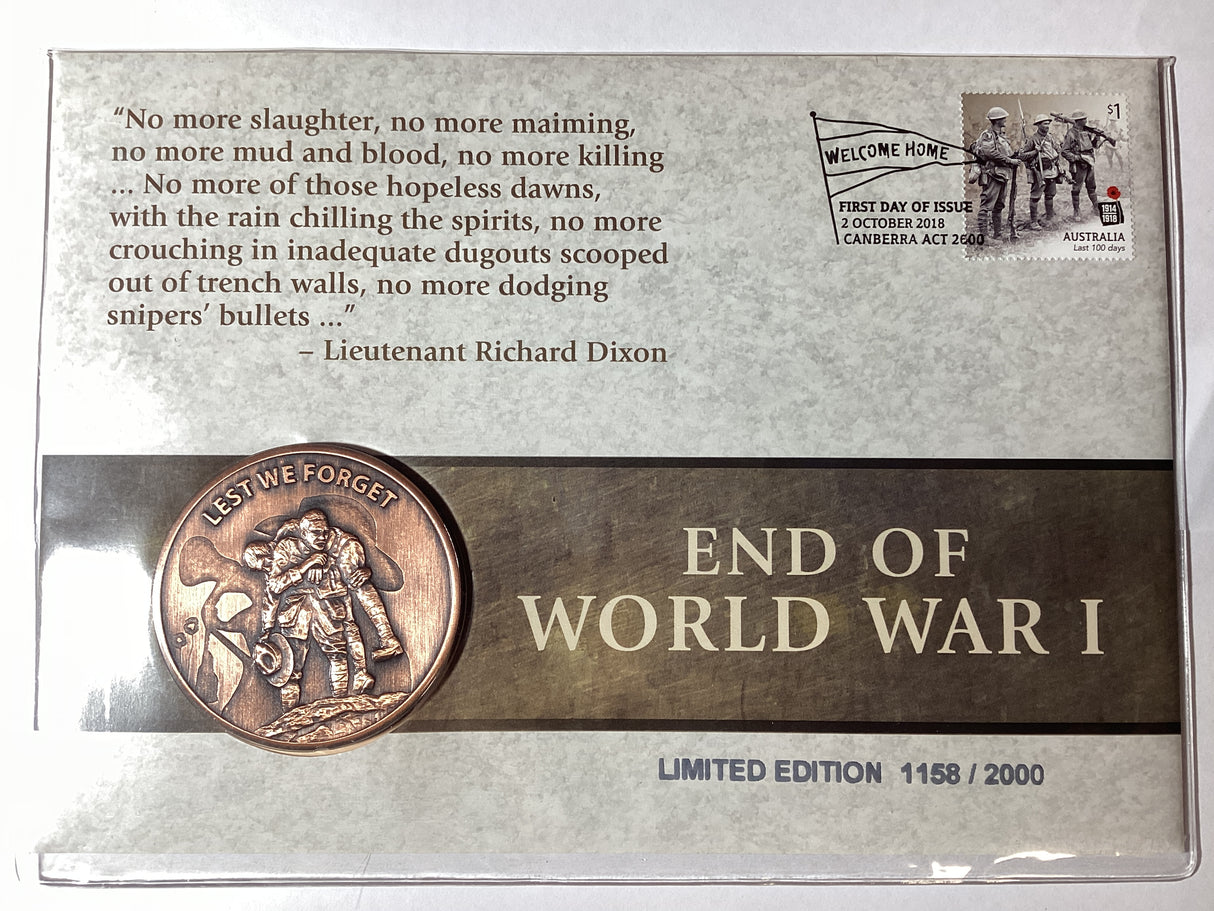 “No more slaughter, no more maiming,
no more mud and blood, no more killing
... No more of those hopeless dawns,
with the rain chilling the spirits, no more
crouching in inadequate dugouts scooped
out of trench walls, no more dodging
snipers’ bullets ...”
– Lieutenant Richard Dixon
WELCOME HOME
FIRST DAY OF ISSUE
2 OCTOBER 2018
CANBERRA ACT 2600
$1
1914
1918
AUSTRALIA
Last 100 days
LEST WE FORGET
END OF
WORLD WAR I
LIMITED EDITION 1158 / 2000